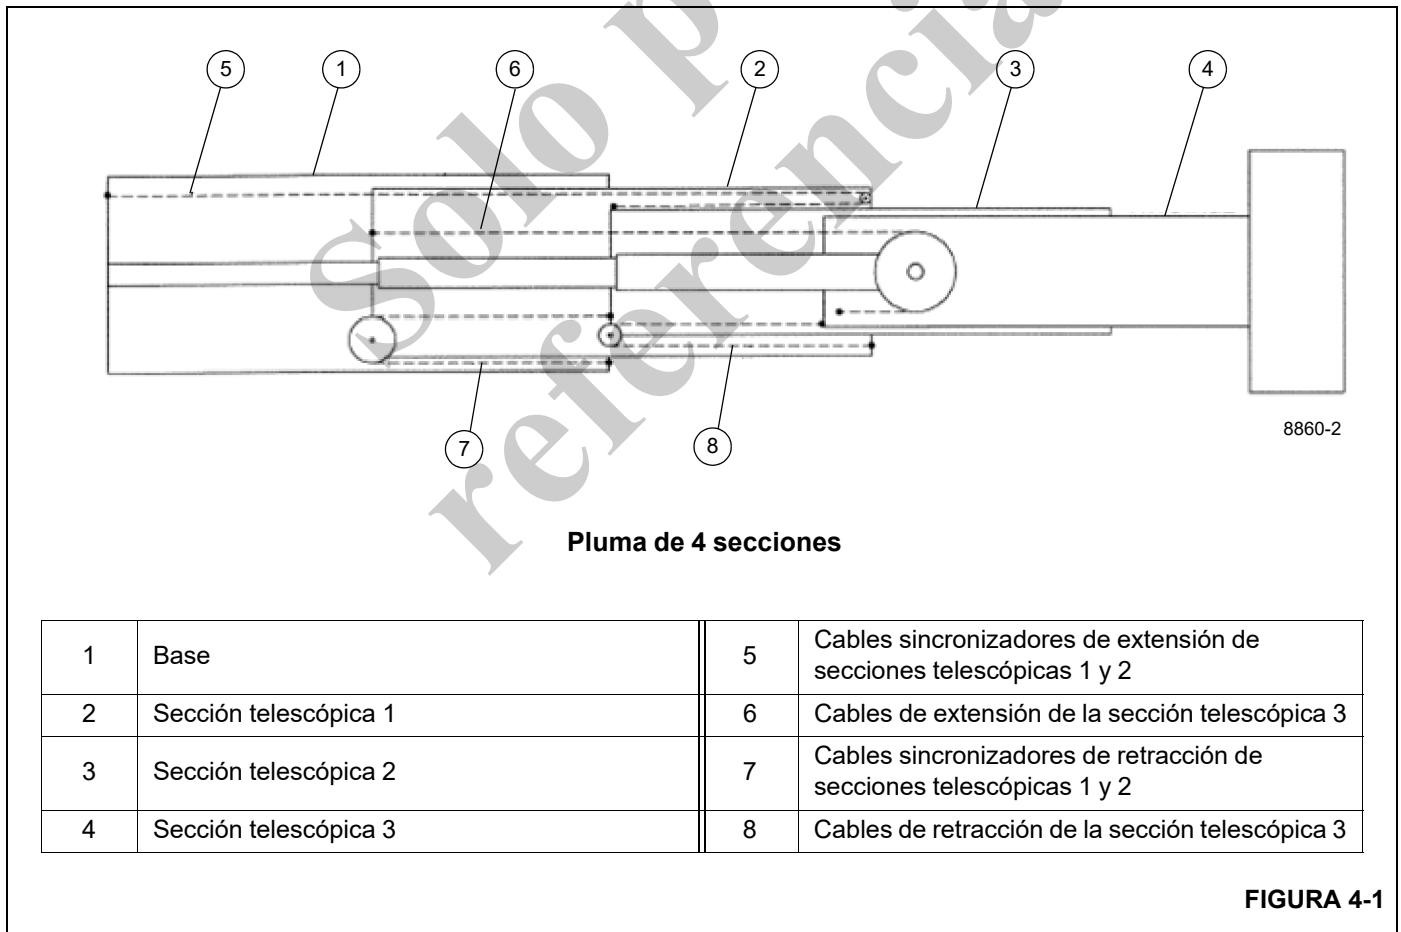 5 1 6 2 3 4
7 8
8860-2
Pluma de 4 secciones
1 Base 5 Cables sincronizadores de extensión de
secciones telescópicas 1 y 2
2 Sección telescópica 1 6 Cables de extensión de la sección telescópica 3
3 Sección telescópica 2 7 Cables sincronizadores de retracción de
secciones telescópicas 1 y 2
4 Sección telescópica 3 8 Cables de retracción de la sección telescópica 3
FIGURA 4-1
Solo p
referencia